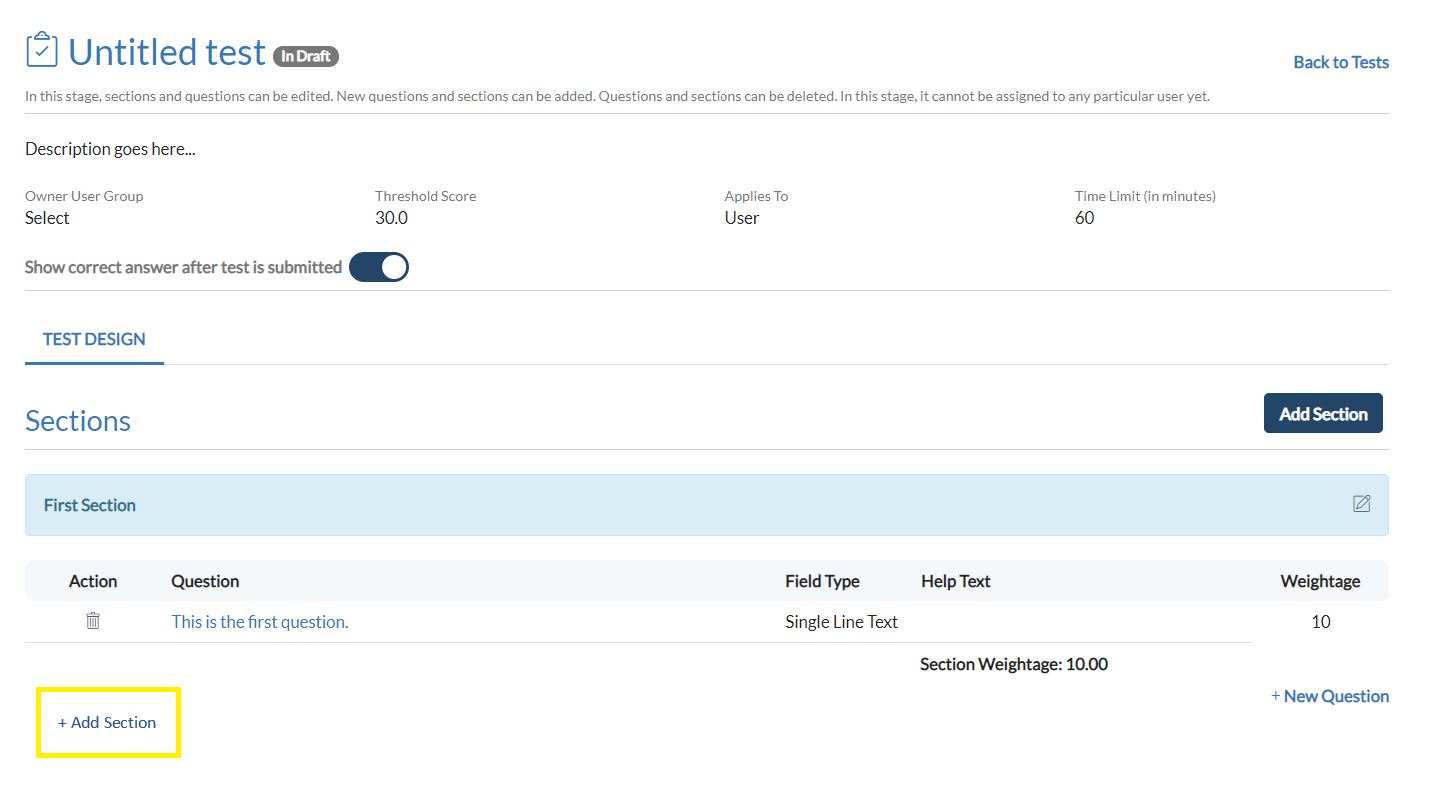 Untitled test In Draft
Back to Tests
In this stage, sections and questions can be edited. New questions and sections can be added. Questions and sections can be deleted. In this stage, it cannot be assigned to any particular user yet.
Description goes here...
Owner User Group Threshold Score Applies To Time Limit (in minutes)
Select 30.0 User 60
Show correct answer after test is submitted
TEST DESIGN
Sections Add Section
First Section
Action Question Field Type Help Text Weightage
This is the first question. Single Line Text 10
Section Weightage: 10.00
+ New Question
+ Add Section